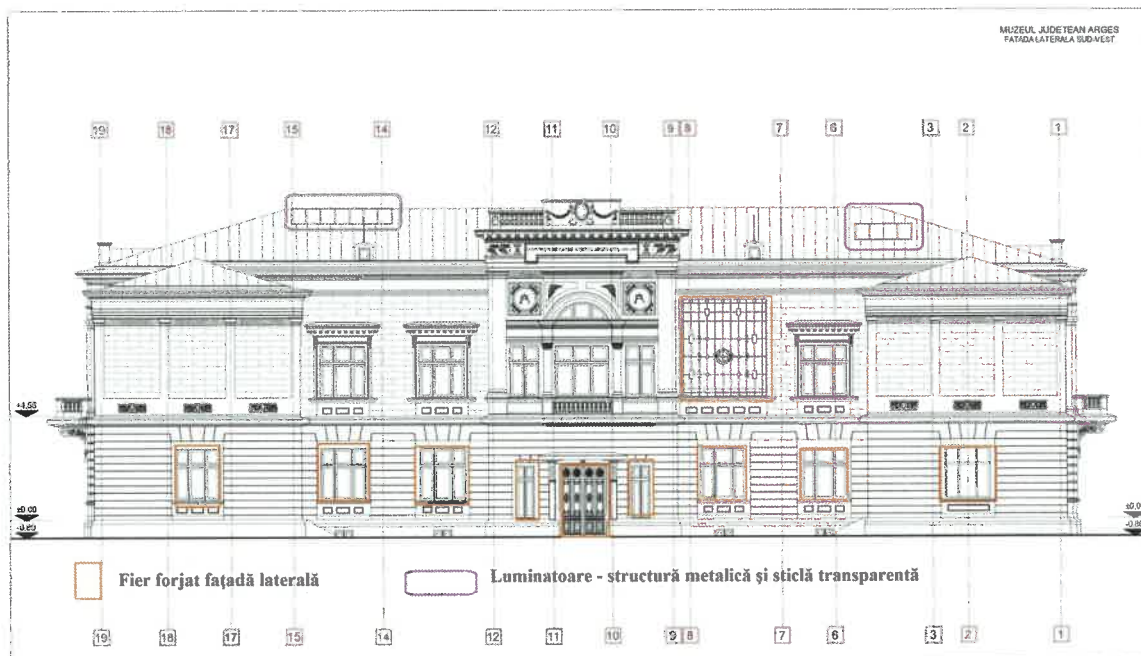 MUZEUL JUDETEAN ARGES
FATADA LATERALA SUD-VEST
19 18 17 15 14 12 11 10 9 8 7 6 3 2 1
A A
+4,55
±0,00
-0,80
±0,0
-0,80
Fier forjat fațadă laterală
Luminatoare - structură metalică și sticlă transparentă
19 18 17 15 14 12 11 10 9 8 7 6 3 2 1